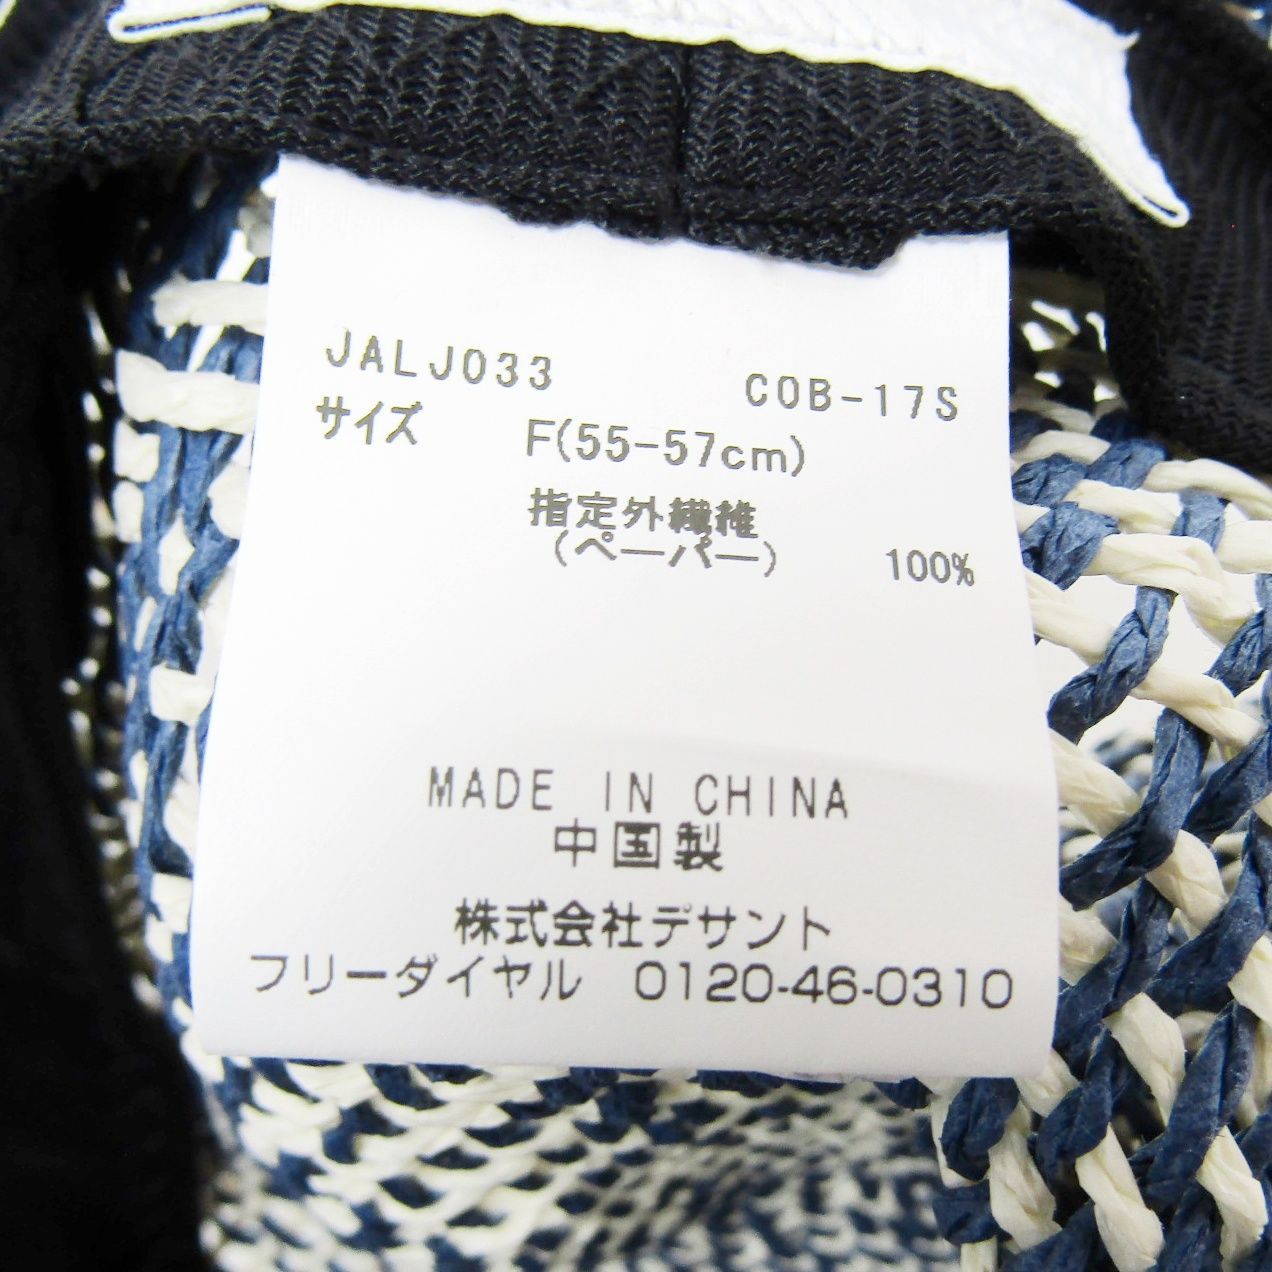 JALJ033 COB-17S
サイズ F(55-57cm)
指定外繊維
(ペーパー) 100%
MADE IN CHINA
中国製
株式会社デサント
フリーダイヤル 0120-46-0310